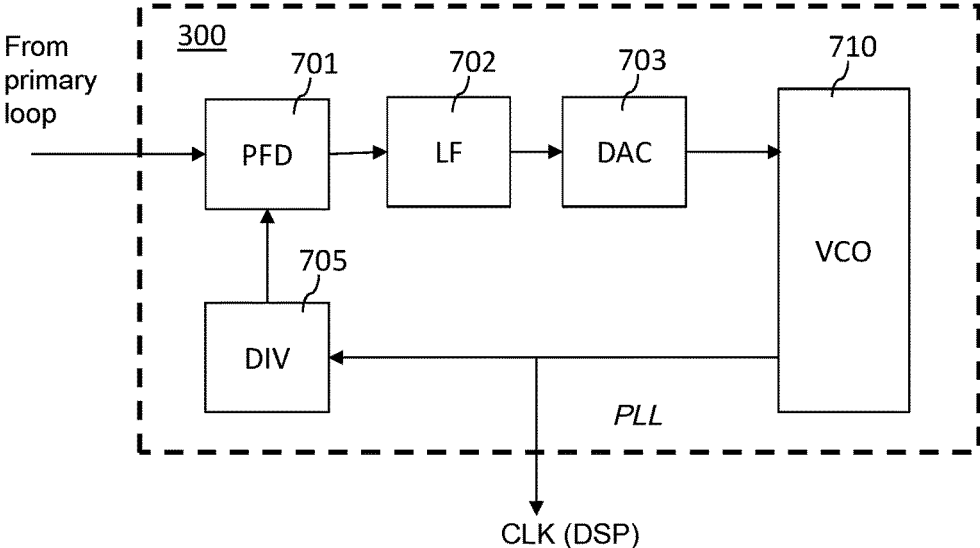 From
primary
loop
300
701
702
703
710
PFD
LF
DAC
VCO
705
DIV
PLL
CLK (DSP)